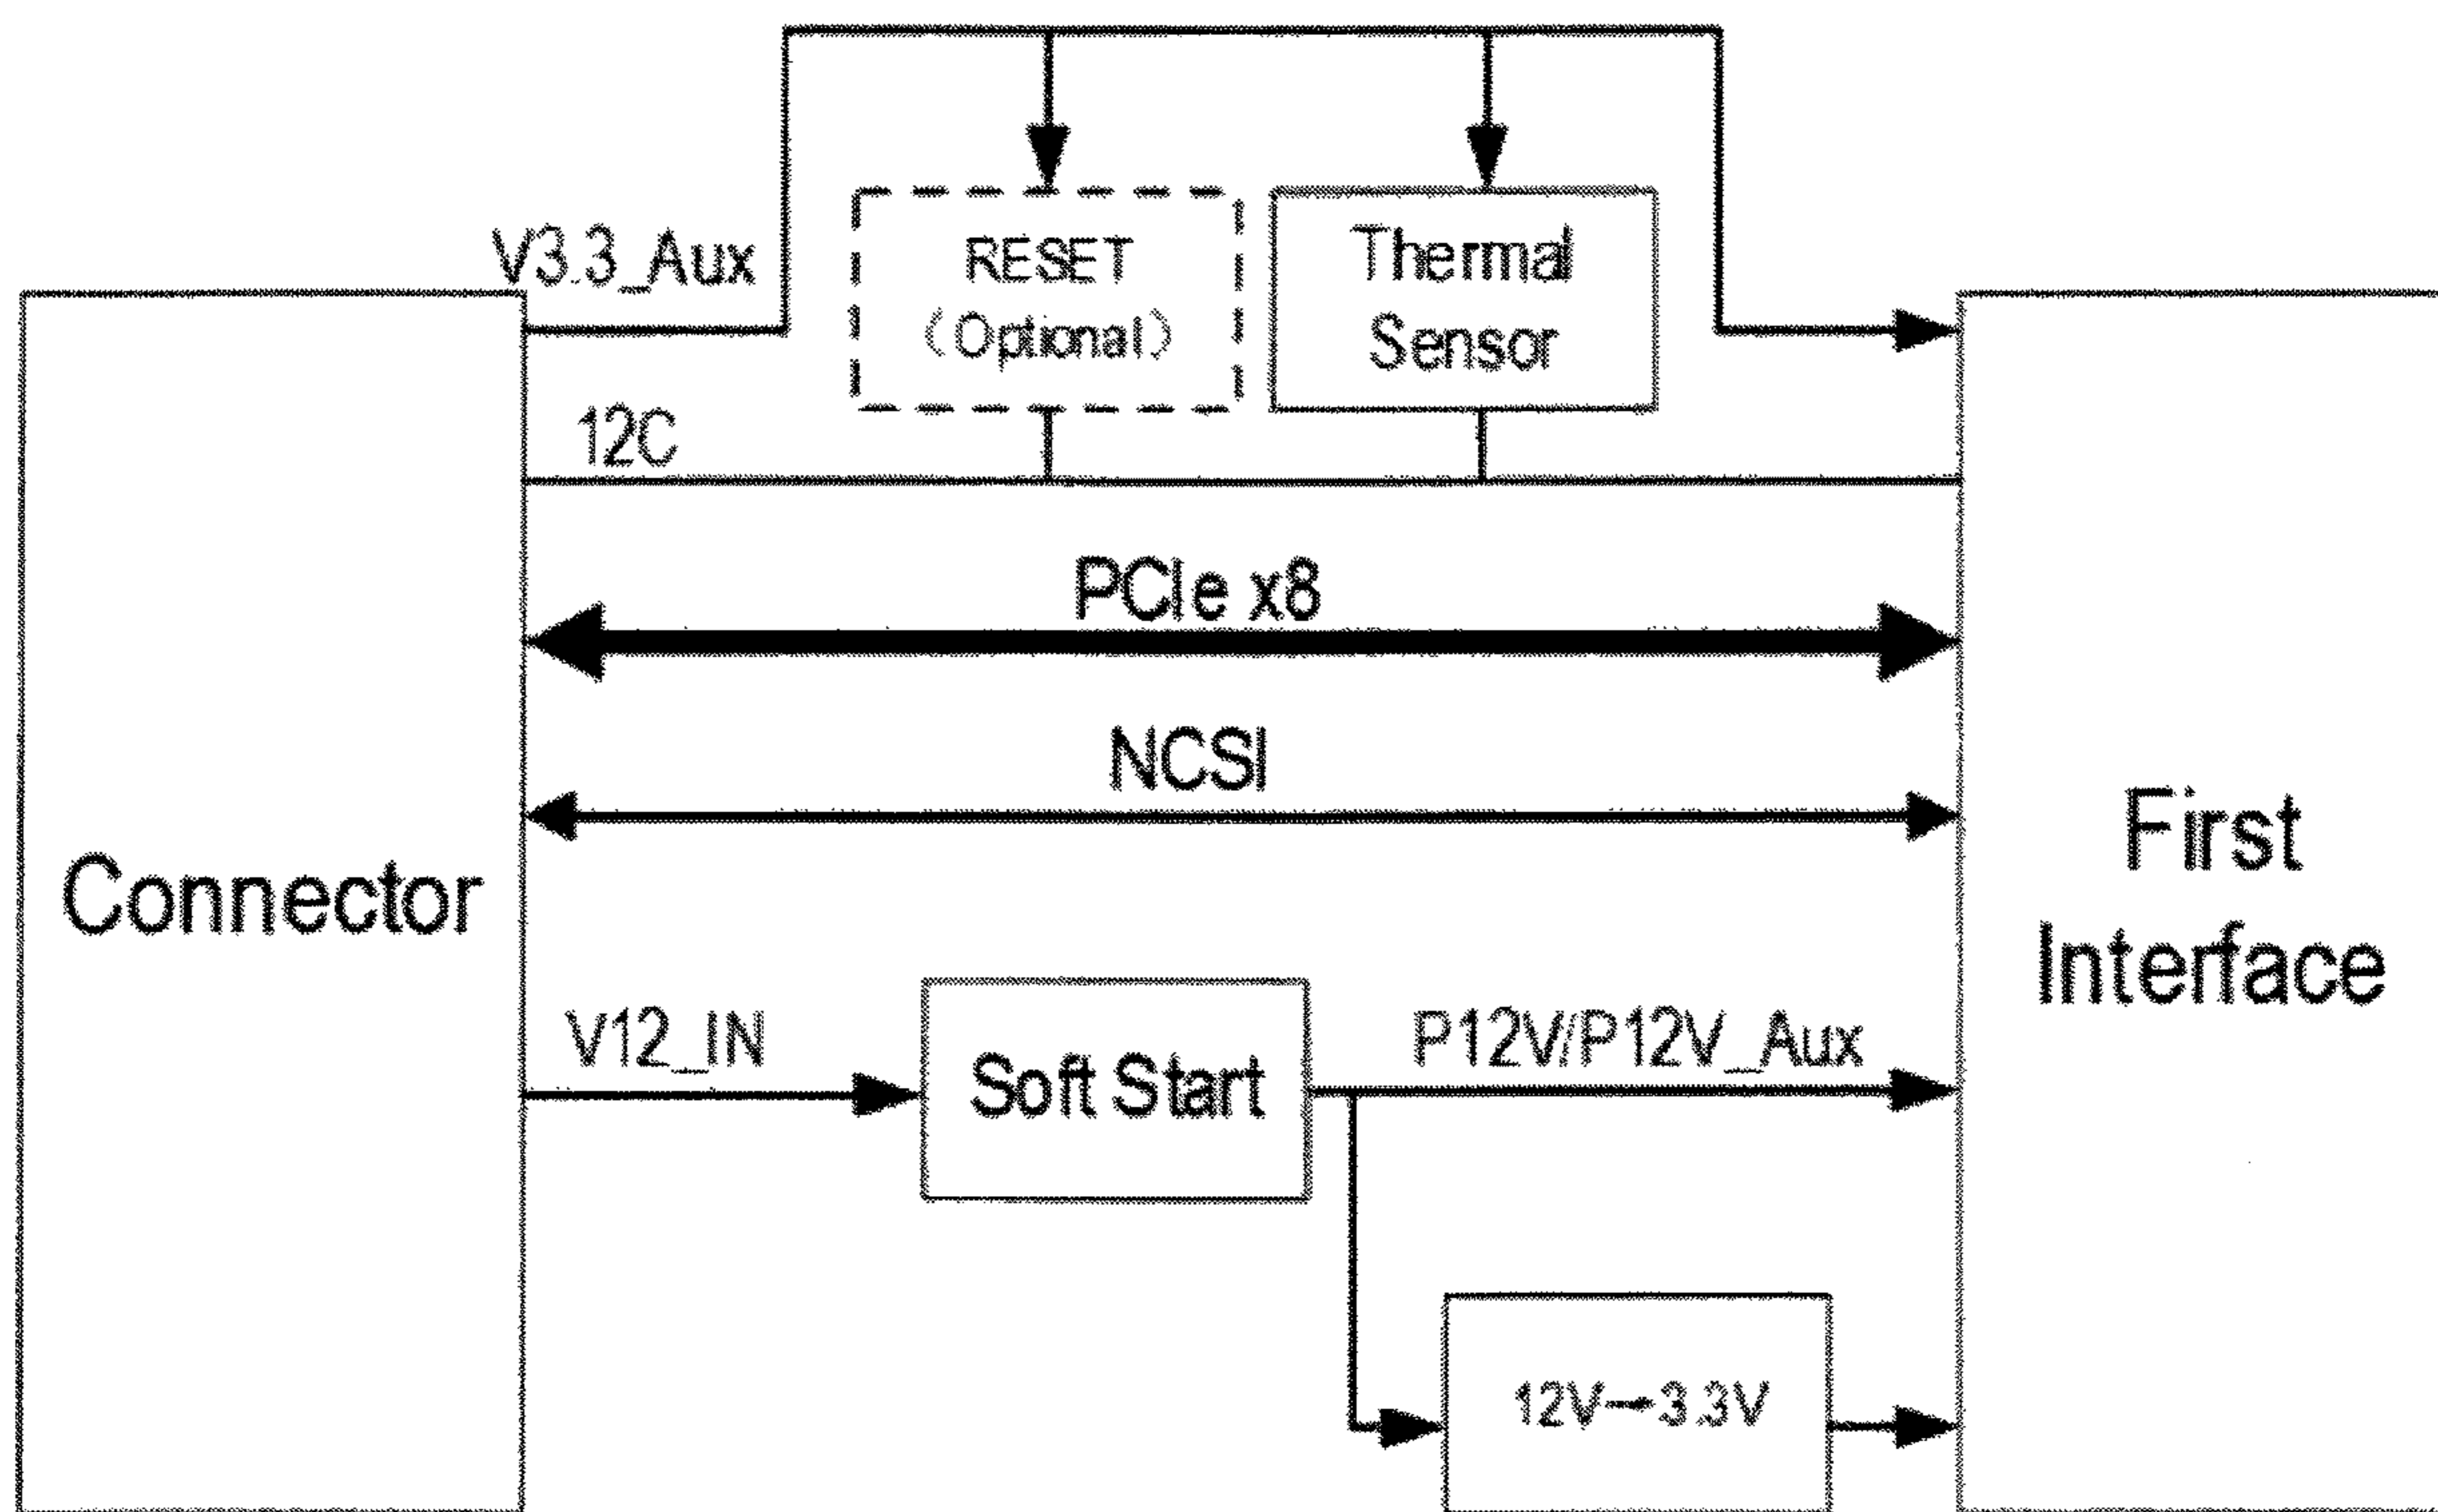 V3.3_Aux
RESET
(Optional)
Thermal
Sensor
12C
PCIe x8
NCSI
Connector
First
Interface
V12_IN
Soft Start
P12V/P12V_Aux
12V→3.3V